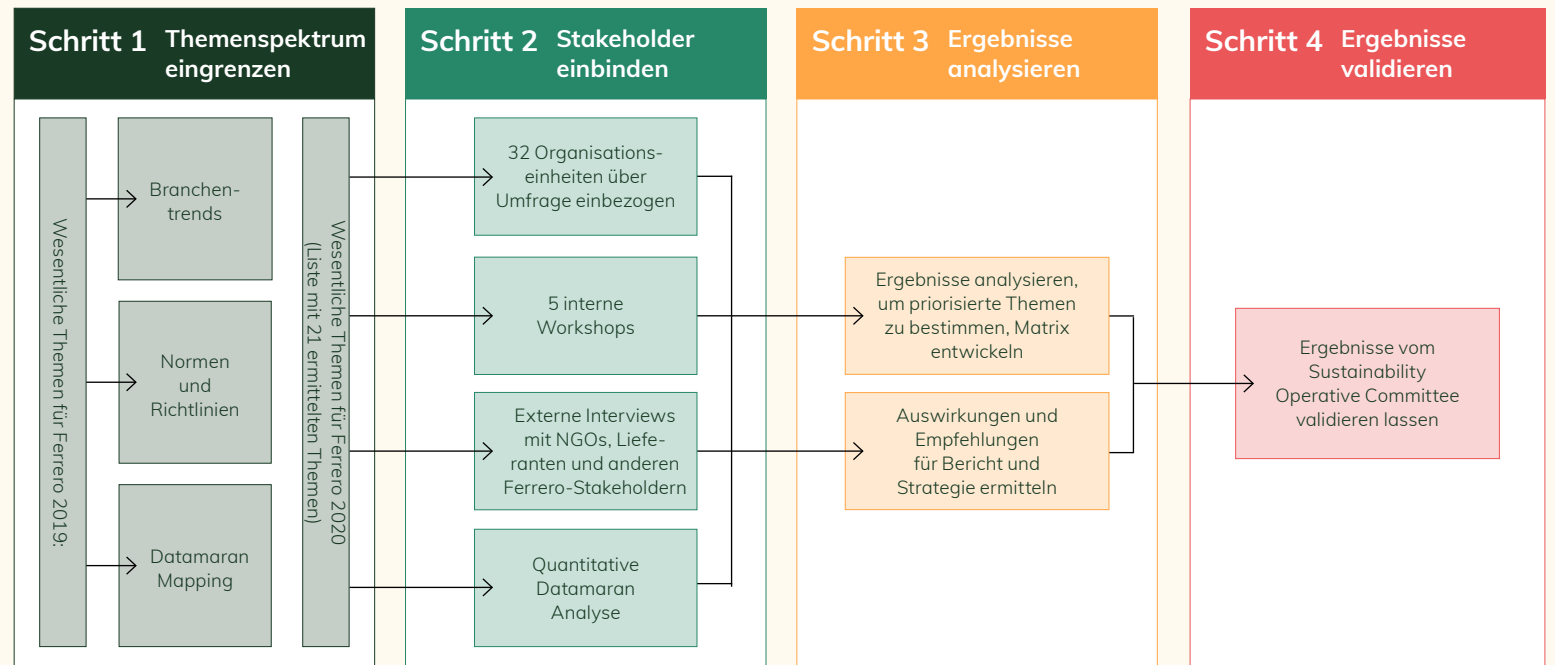 Schritt 1 Themenspektrum
eingrenzen
Wesentliche Themen für Ferrero 2019:
Branchen-
trends
Normen
und
Richtlinien
Datamaran
Mapping
Wesentliche Themen für Ferrero 2020
(Liste mit 21 ermittelten Themen)
Schritt 2 Stakeholder
einbinden
32 Organisations-
einheiten über
Umfrage einbezogen
5 interne
Workshops
Externe Interviews
mit NGOs, Liefe-
ranten und anderen
Ferrero-Stakeholdern
Quantitative
Datamaran
Analyse
Schritt 3 Ergebnisse
analysieren
Ergebnisse analysieren,
um priorisierte Themen
zu bestimmen, Matrix
entwickeln
Auswirkungen und
Empfehlungen
für Bericht und
Strategie ermitteln
Schritt 4 Ergebnisse
validieren
Ergebnisse vom
Sustainability
Operative Committee
validieren lassen